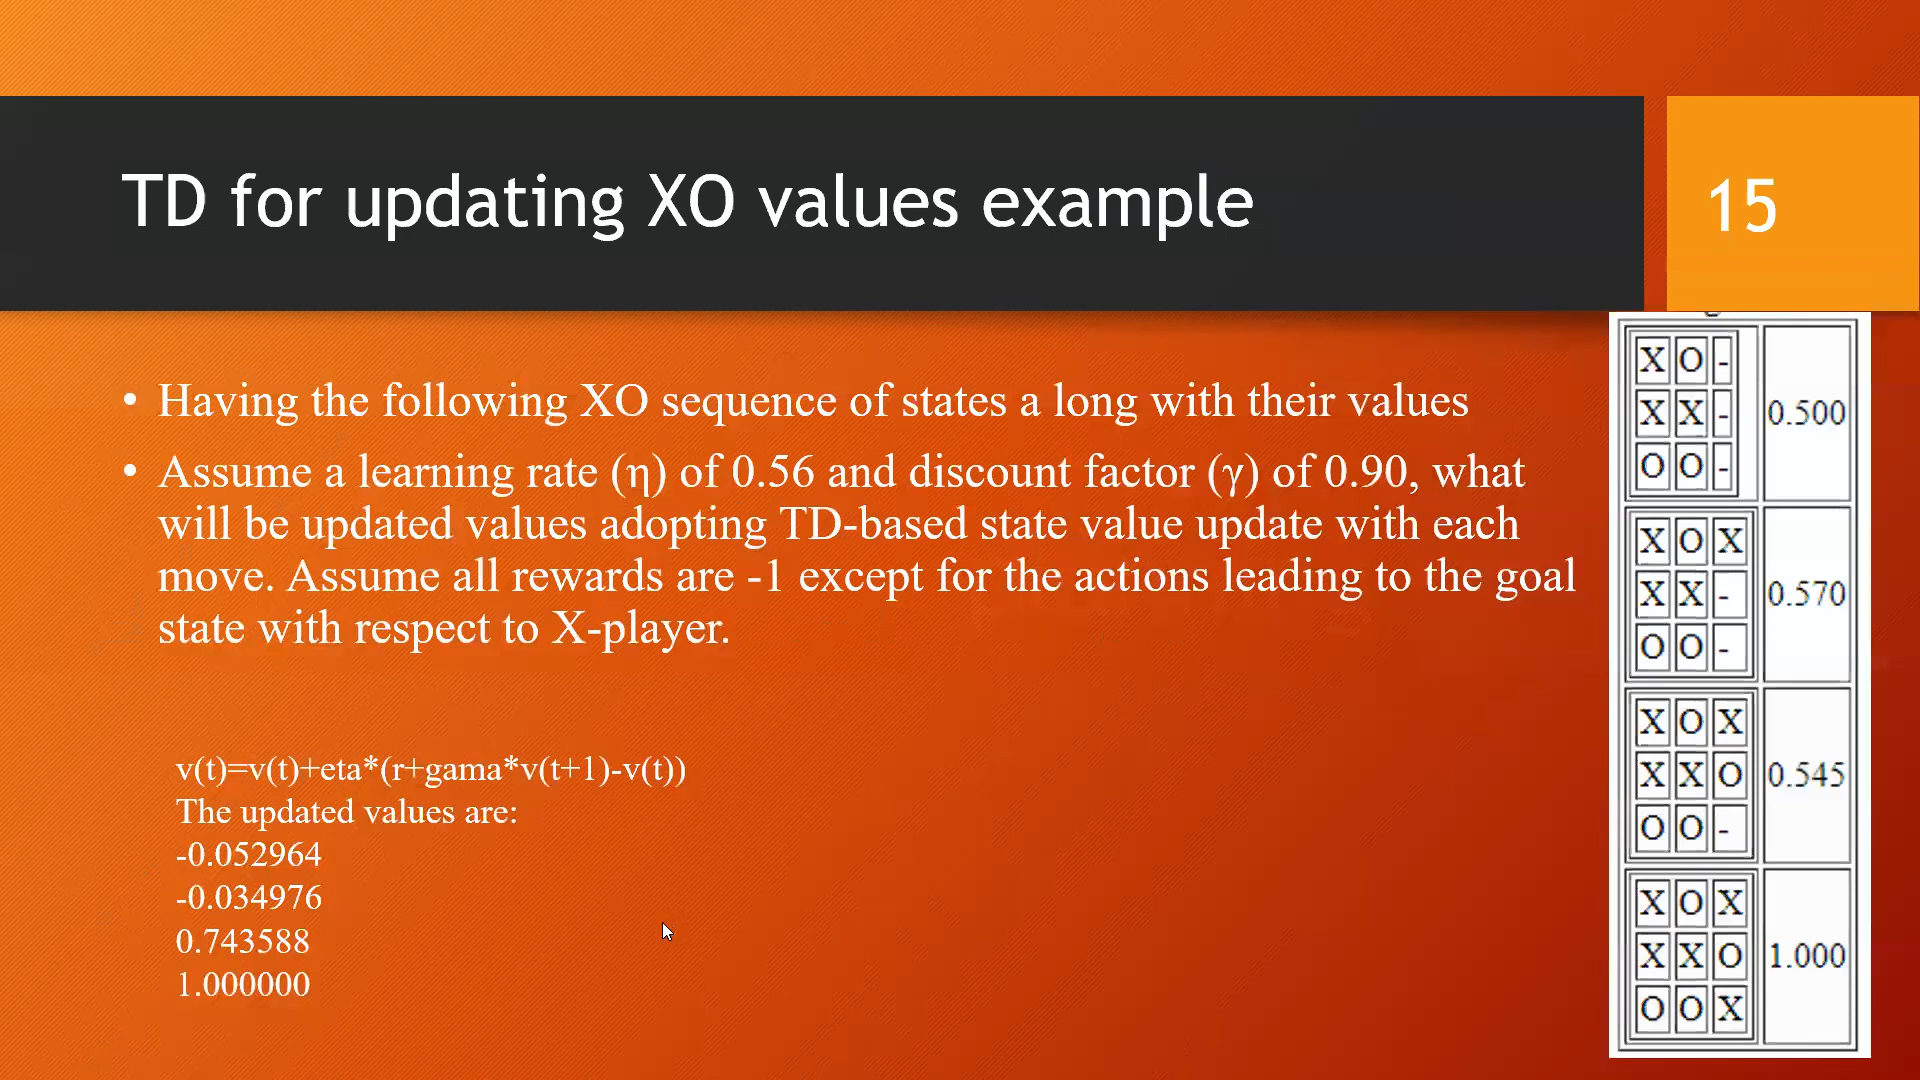 TD for updating XO values example
15
• Having the following XO sequence of states a long with their values
• Assume a learning rate (η) of 0.56 and discount factor (γ) of 0.90, what
will be updated values adopting TD-based state value update with each
move. Assume all rewards are -1 except for the actions leading to the goal
state with respect to X-player.
v(t)=v(t)+eta*(r+gama*v(t+1)-v(t))
The updated values are:
-0.052964
-0.034976
0.743588
1.000000
X O -
X X - 0.500
O O -
X O X
X X - 0.570
O O -
X O X
X X O 0.545
O O -
X O X
X X O 1.000
O O X